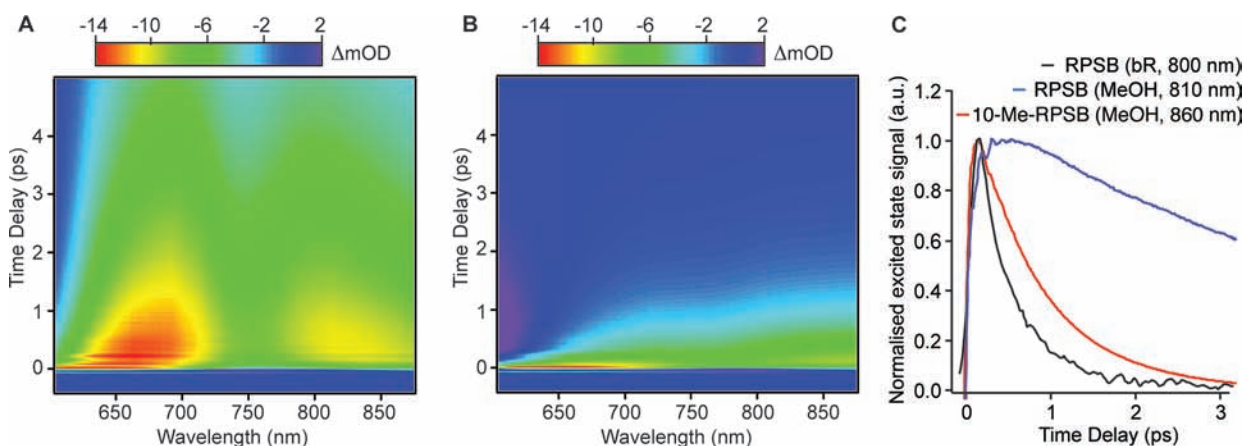 A
-14 -10 -6 -2 2
ΔmOD
Time Delay (ps)
4
3
2
1
0
650 700 750 800 850
Wavelength (nm)
B
-14 -10 -6 -2 2
ΔmOD
Time Delay (ps)
4
3
2
1
0
650 700 750 800 850
Wavelength (nm)
C
RPSB (bR, 800 nm)
RPSB (MeOH, 810 nm)
10-Me-RPSB (MeOH, 860 nm)
Normalised excited state signal (a.u.)
1.2
1.0
0.8
0.6
0.4
0.2
0.0
0 1 2 3
Time Delay (ps)